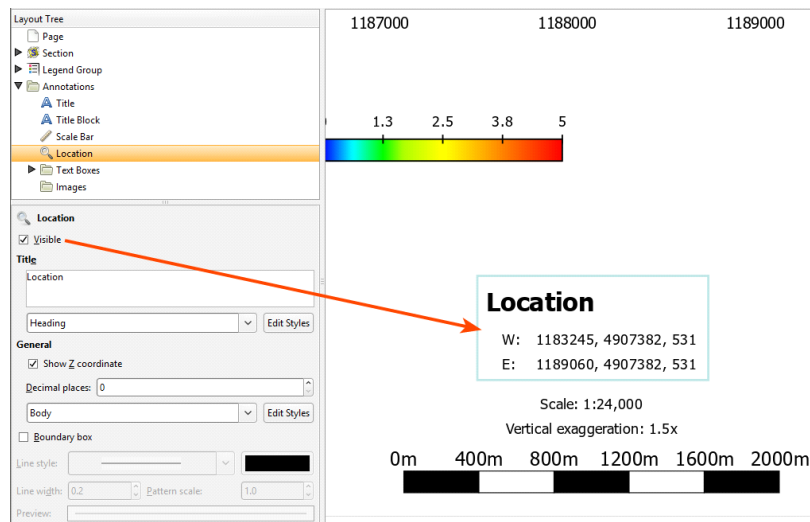 Layout Tree
Page
Section
Legend Group
Annotations
Title
Title Block
Scale Bar
Location
Text Boxes
Images
Location
Visible
Title
Location
Heading
Edit Styles
General
Show Z coordinate
Decimal places: 0
Body
Edit Styles
Boundary box
Line style:
Line width: 0.2 Pattern scale: 1.0
Preview:
1187000 1188000 1189000
1.3 2.5 3.8 5
Location
W: 1183245, 4907382, 531
E: 1189060, 4907382, 531
Scale: 1:24,000
Vertical exaggeration: 1.5x
0m 400m 800m 1200m 1600m 2000m